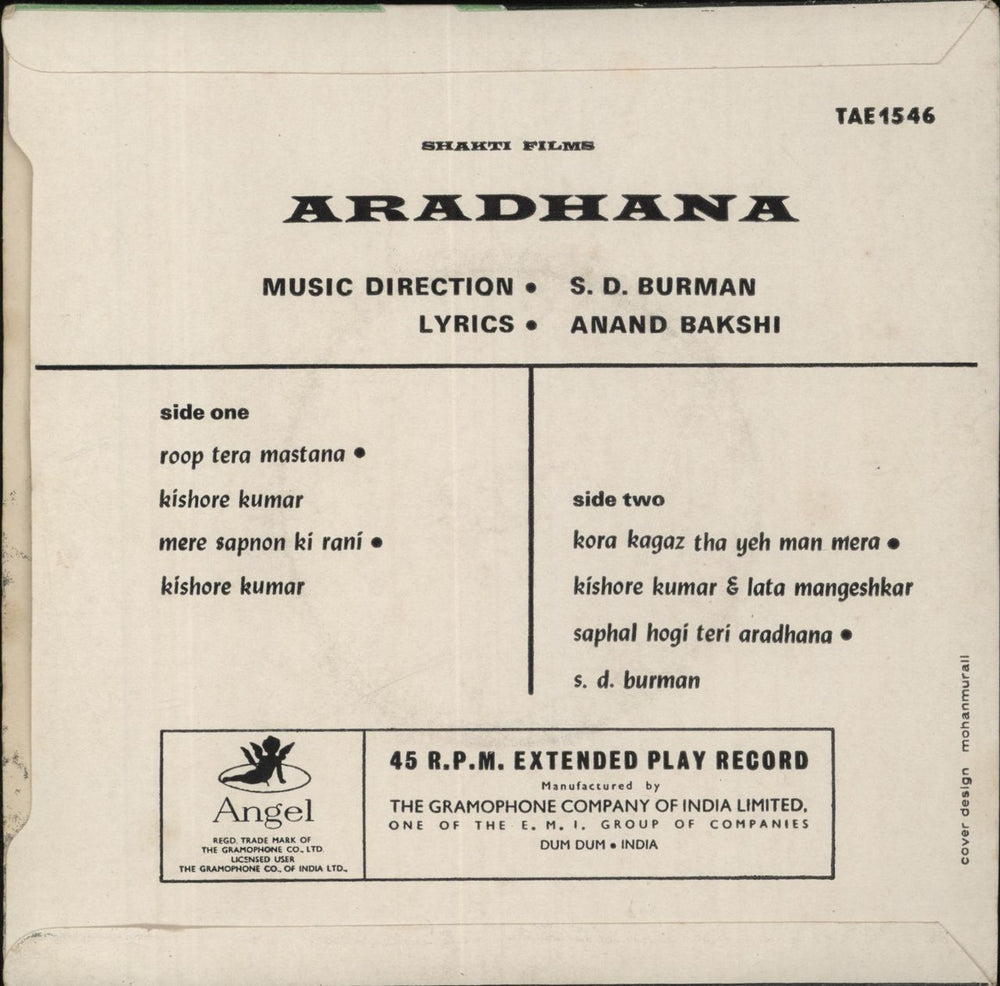 TAE1546
SHAKTI FILMS
ARADHANA
MUSIC DIRECTION • S. D. BURMAN
LYRICS • ANAND BAKSHI
side one
roop tera mastana •
kishore kumar
mere sapnon ki rani •
kishore kumar
side two
kora kagaz tha yeh man mera •
kishore kumar & lata mangeshkar
saphal hogi teri aradhana •
s. d. burman
cover design mohanmurali
Angel
REGD. TRADE MARK OF
THE GRAMOPHONE CO., LTD.
LICENSED USER
THE GRAMOPHONE CO., OF INDIA LTD.,
45 R.P.M. EXTENDED PLAY RECORD
Manufactured by
THE GRAMOPHONE COMPANY OF INDIA LIMITED,
ONE OF THE E. M. I. GROUP OF COMPANIES
DUM DUM • INDIA